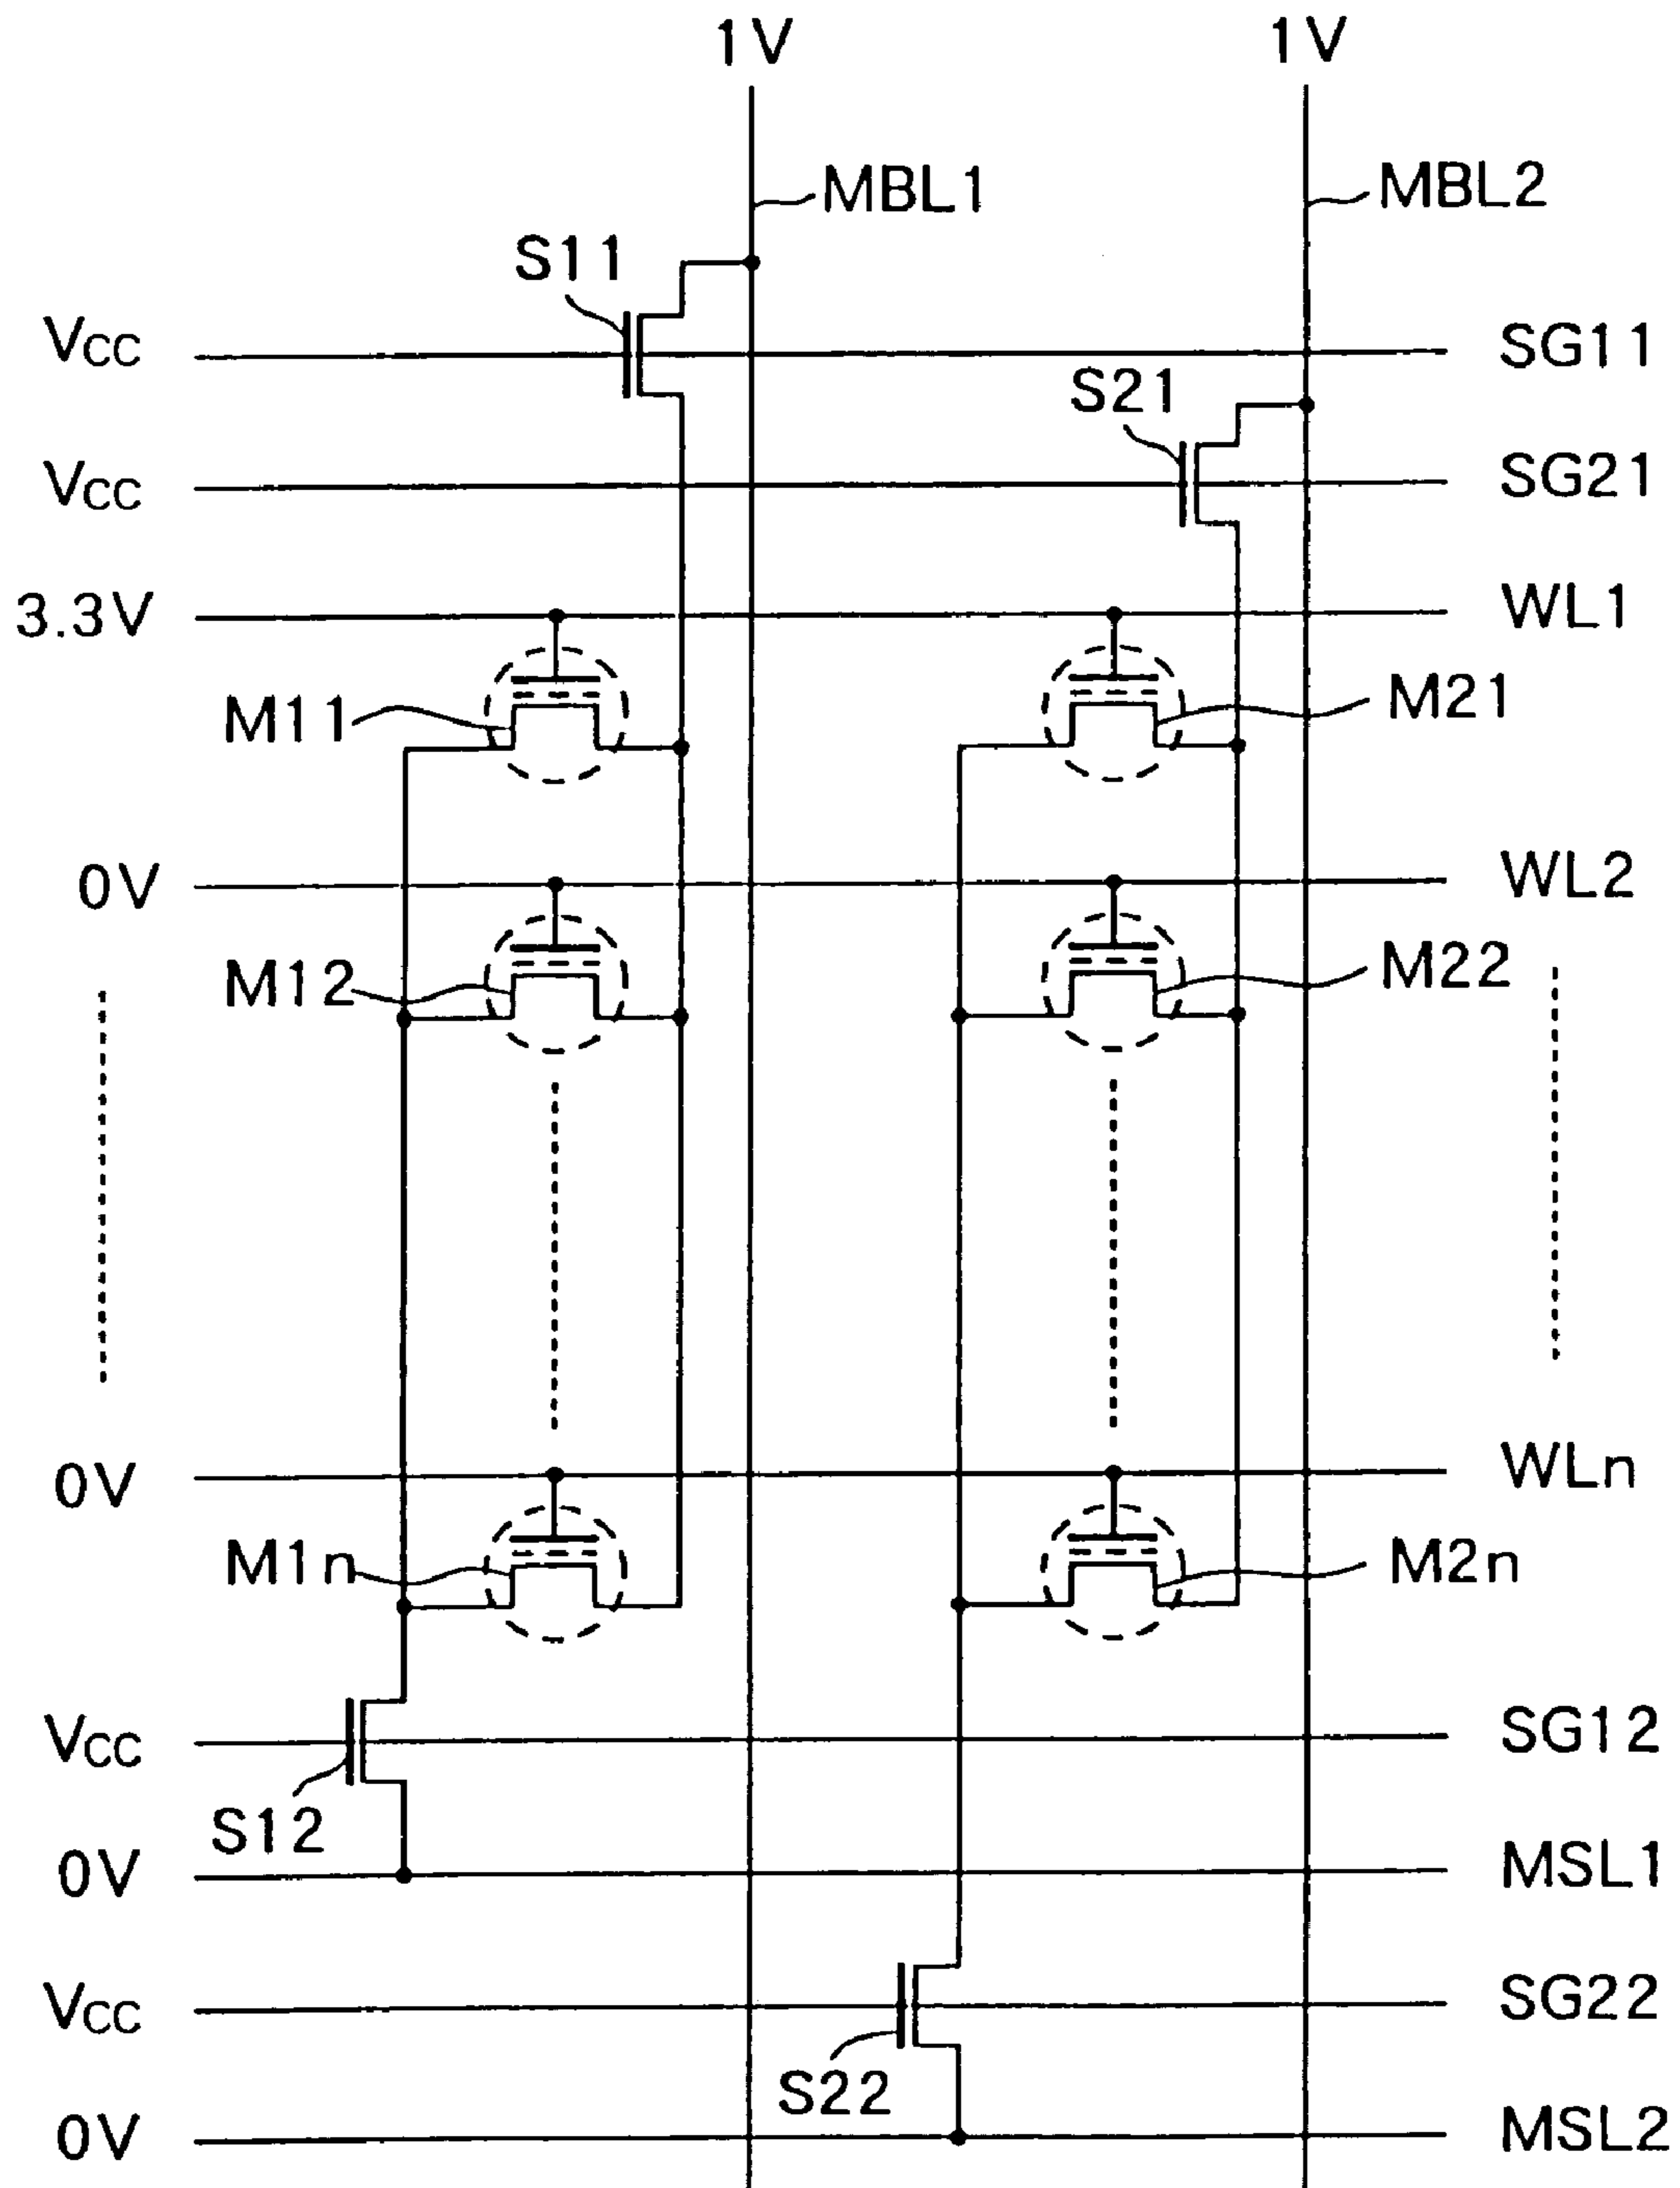 1V 1V
MBL1 MBL2
S11
VCC SG11
S21
VCC SG21
3.3V WL1
M11 M21
0V WL2
M12 M22
0V WLn
M1n M2n
VCC SG12
S12
0V MSL1
VCC SG22
S22
0V MSL2